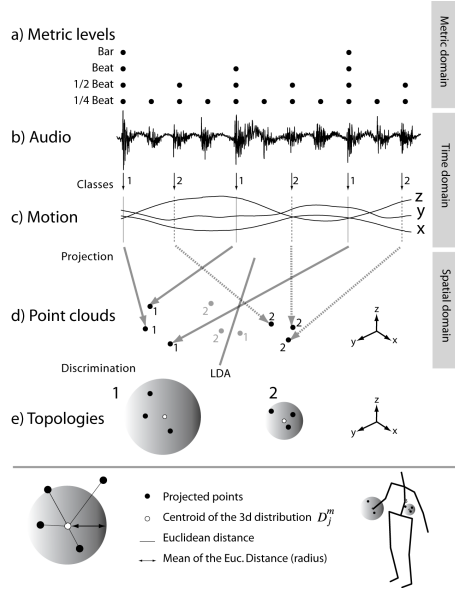 a) Metric levels
Bar
Beat
1/2 Beat
1/4 Beat
Metric domain
b) Audio
Time domain
Classes 1 2 1 2 1 2
c) Motion
z
y
x
Projection
Spatial domain
d) Point clouds
1 1 1 2 2 1 2 2 2
z
y x
Discrimination
LDA
1 2
e) Topologies
z
y x
Projected points
Centroid of the 3d distribution D_j^m
Euclidean distance
Mean of the Euc. Distance (radius)